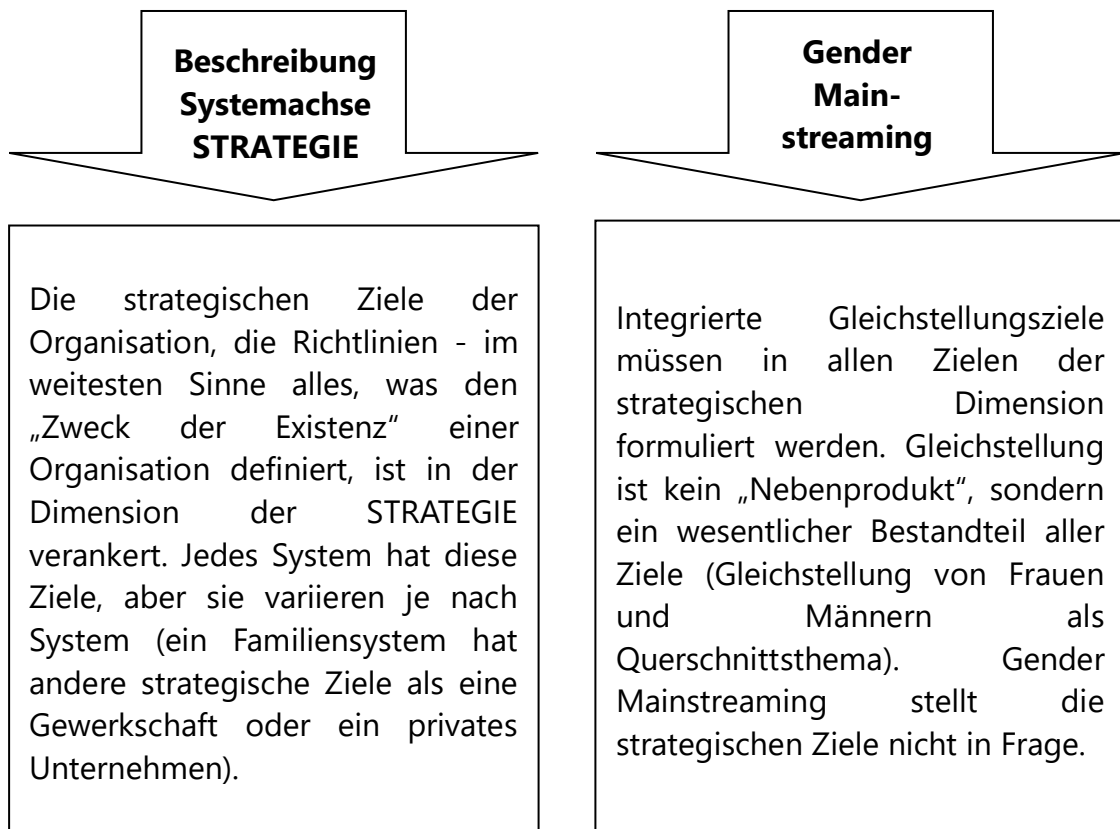 Beschreibung
Systemachse
STRATEGIE
Die strategischen Ziele der
Organisation, die Richtlinien - im
weitesten Sinne alles, was den
„Zweck der Existenz“ einer
Organisation definiert, ist in der
Dimension der STRATEGIE
verankert. Jedes System hat diese
Ziele, aber sie variieren je nach
System (ein Familiensystem hat
andere strategische Ziele als eine
Gewerkschaft oder ein privates
Unternehmen).
Gender
Main-
streaming
Integrierte Gleichstellungsziele
müssen in allen Zielen der
strategischen Dimension
formuliert werden. Gleichstellung
ist kein „Nebenprodukt“, sondern
ein wesentlicher Bestandteil aller
Ziele (Gleichstellung von Frauen
und Männern als
Querschnittsthema). Gender
Mainstreaming stellt die
strategischen Ziele nicht in Frage.